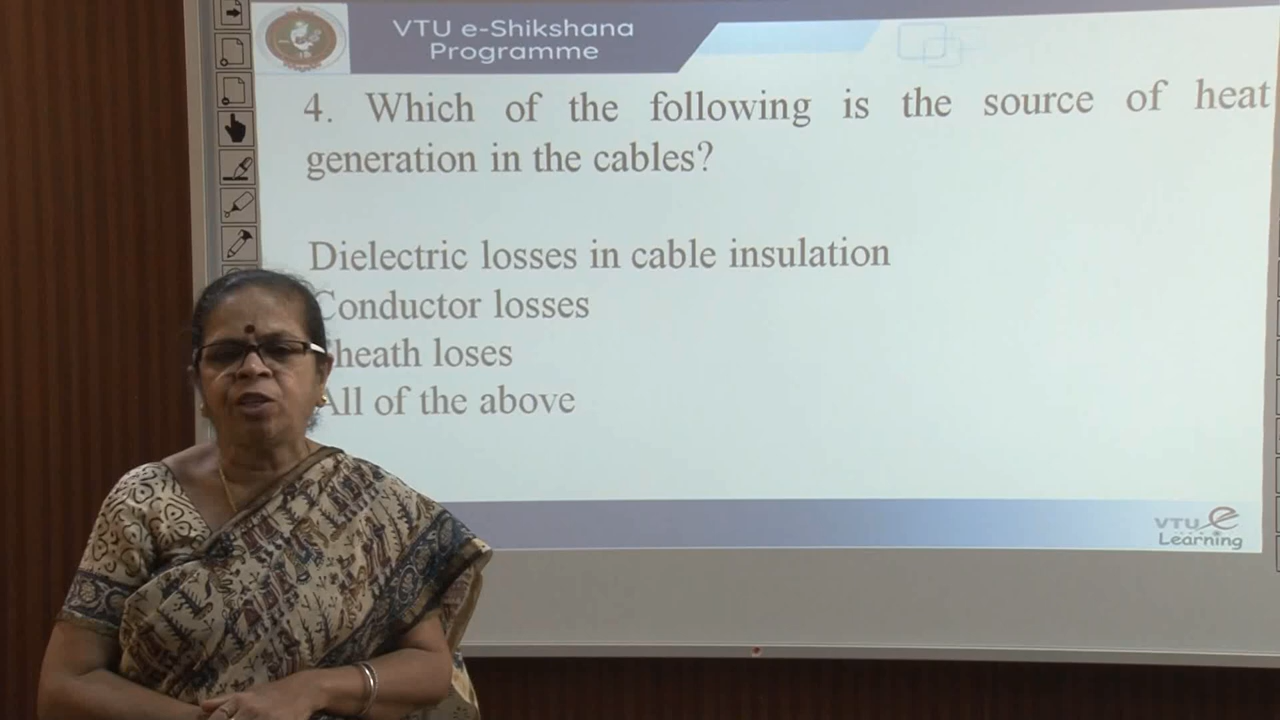 VTU e-Shikshana
Programme
4. Which of the following is the source of heat
generation in the cables?
Dielectric losses in cable insulation
Conductor losses
heath loses
All of the above
VTU e
Learning